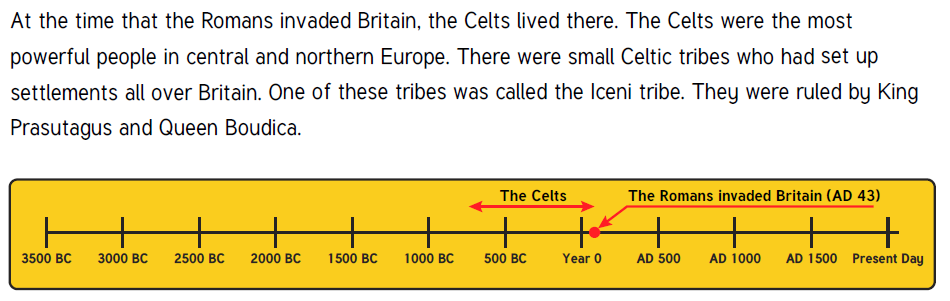 At the time that the Romans invaded Britain, the Celts lived there. The Celts were the most
powerful people in central and northern Europe. There were small Celtic tribes who had set up
settlements all over Britain. One of these tribes was called the Iceni tribe. They were ruled by King
Prasutagus and Queen Boudica.
The Celts The Romans invaded Britain (AD 43)
3500 BC 3000 BC 2500 BC 2000 BC 1500 BC 1000 BC 500 BC Year 0 AD 500 AD 1000 AD 1500 Present Day